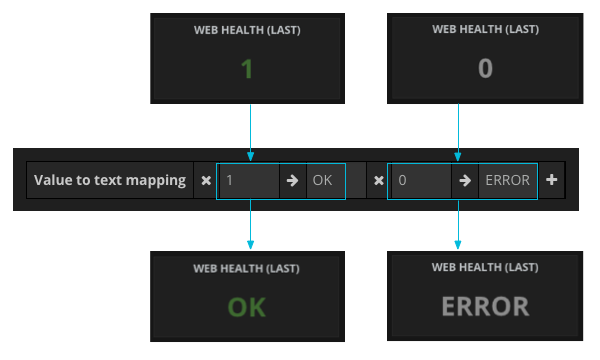 WEB HEALTH (LAST)
1
WEB HEALTH (LAST)
0
Value to text mapping 1 OK 0 ERROR
WEB HEALTH (LAST)
OK
WEB HEALTH (LAST)
ERROR